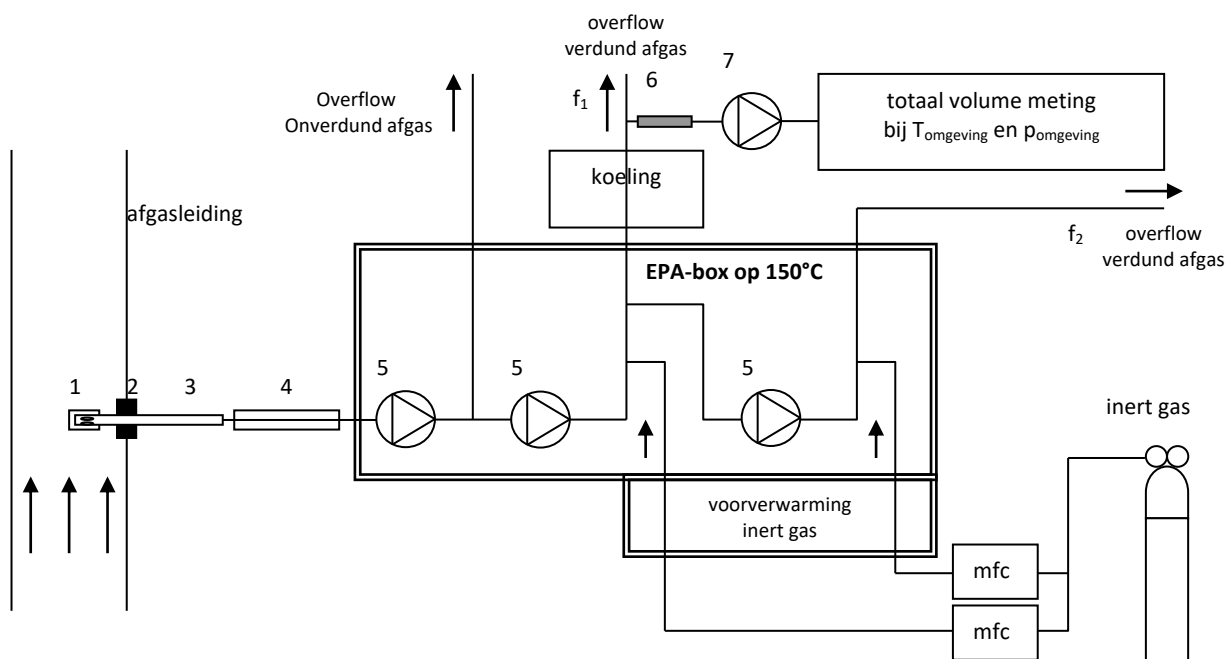 overflow
verdund afgas
6
7
f1
Overflow
Onverdund afgas
totaal volume meting
bij Tomgeving en pomgeving
koeling
afgasleiding
f2
overflow
verdund afgas
EPA-box op 150°C
1
2
3
4
5
5
5
inert gas
voorverwarming
inert gas
mfc
mfc